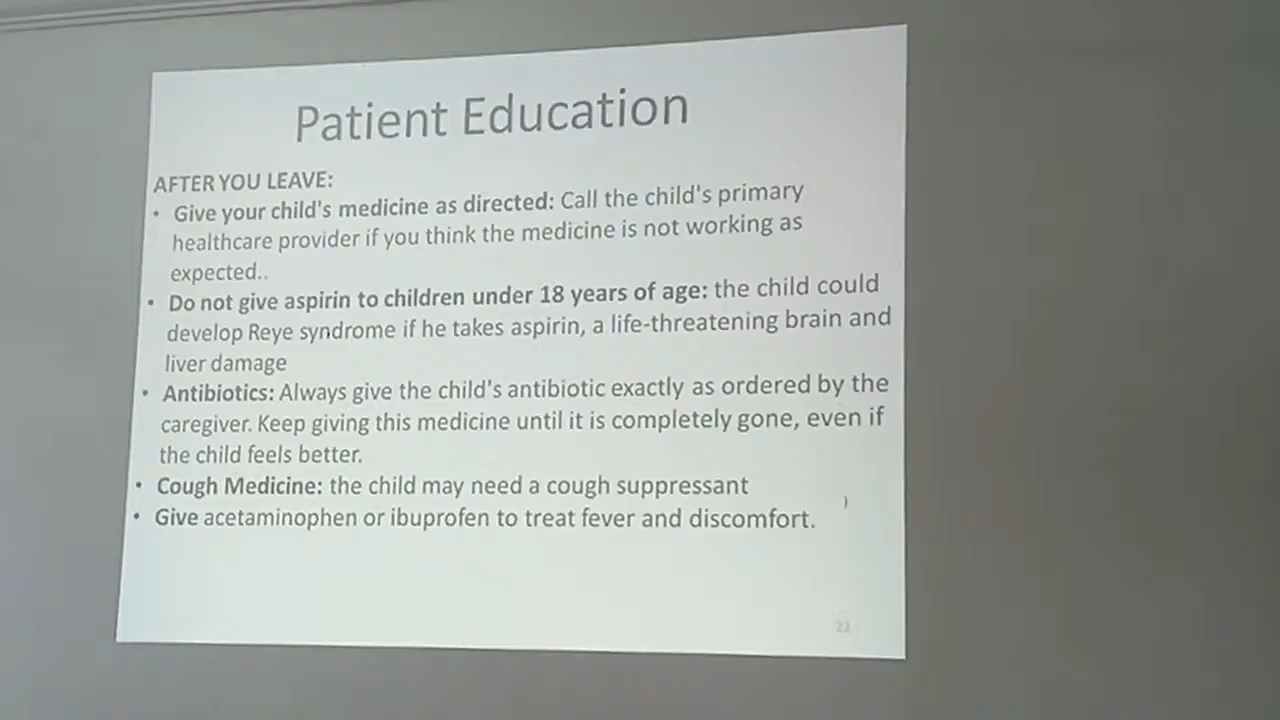 Patient Education
AFTER YOU LEAVE:
• Give your child's medicine as directed: Call the child's primary
healthcare provider if you think the medicine is not working as
expected..
• Do not give aspirin to children under 18 years of age: the child could
develop Reye syndrome if he takes aspirin, a life-threatening brain and
liver damage
• Antibiotics: Always give the child's antibiotic exactly as ordered by the
caregiver. Keep giving this medicine until it is completely gone, even if
the child feels better.
• Cough Medicine: the child may need a cough suppressant
)
• Give acetaminophen or ibuprofen to treat fever and discomfort.
22